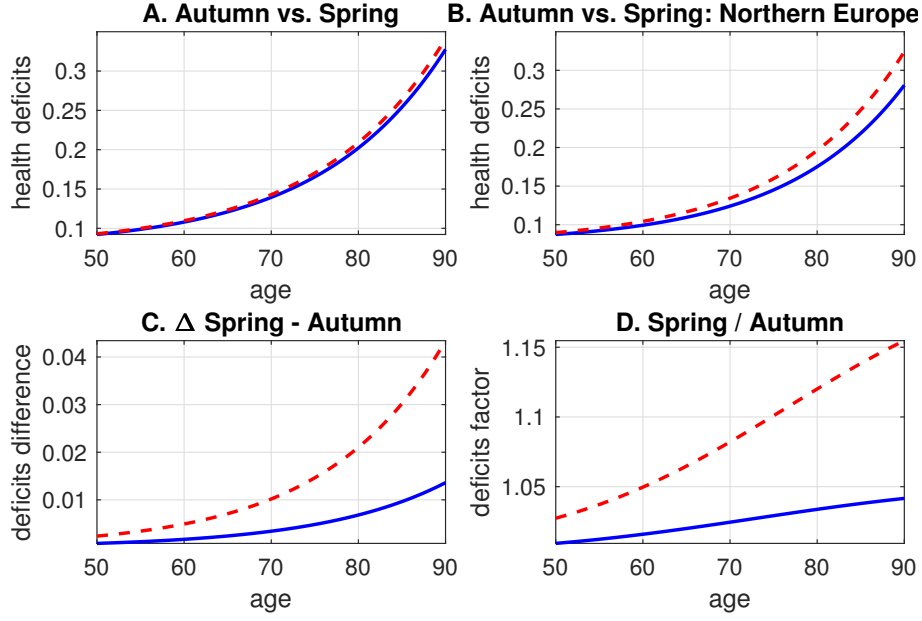 A. Autumn vs. Spring
health deficits
0.3
0.25
0.2
0.15
0.1
50 60 70 80 90
age
B. Autumn vs. Spring: Northern Europe
health deficits
0.3
0.25
0.2
0.15
0.1
50 60 70 80 90
age
C. Δ Spring - Autumn
deficits difference
0.04
0.03
0.02
0.01
50 60 70 80 90
age
D. Spring / Autumn
deficits factor
1.15
1.1
1.05
50 60 70 80 90
age